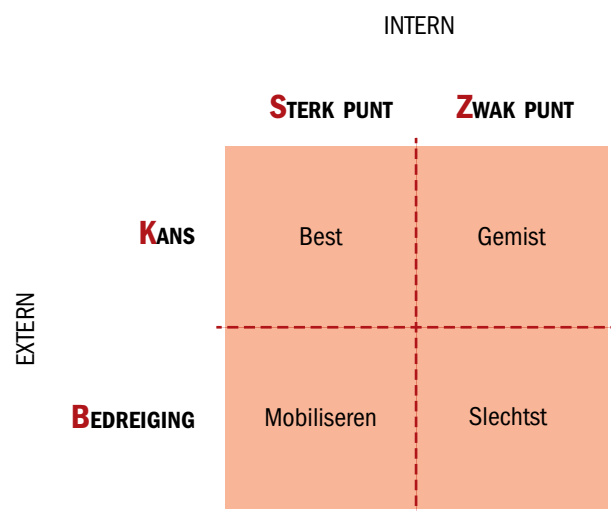 INTERN
STERK PUNT
ZWAK PUNT
KANS
Best
Gemist
EXTERN
BEDREIGING
Mobiliseren
Slechtst